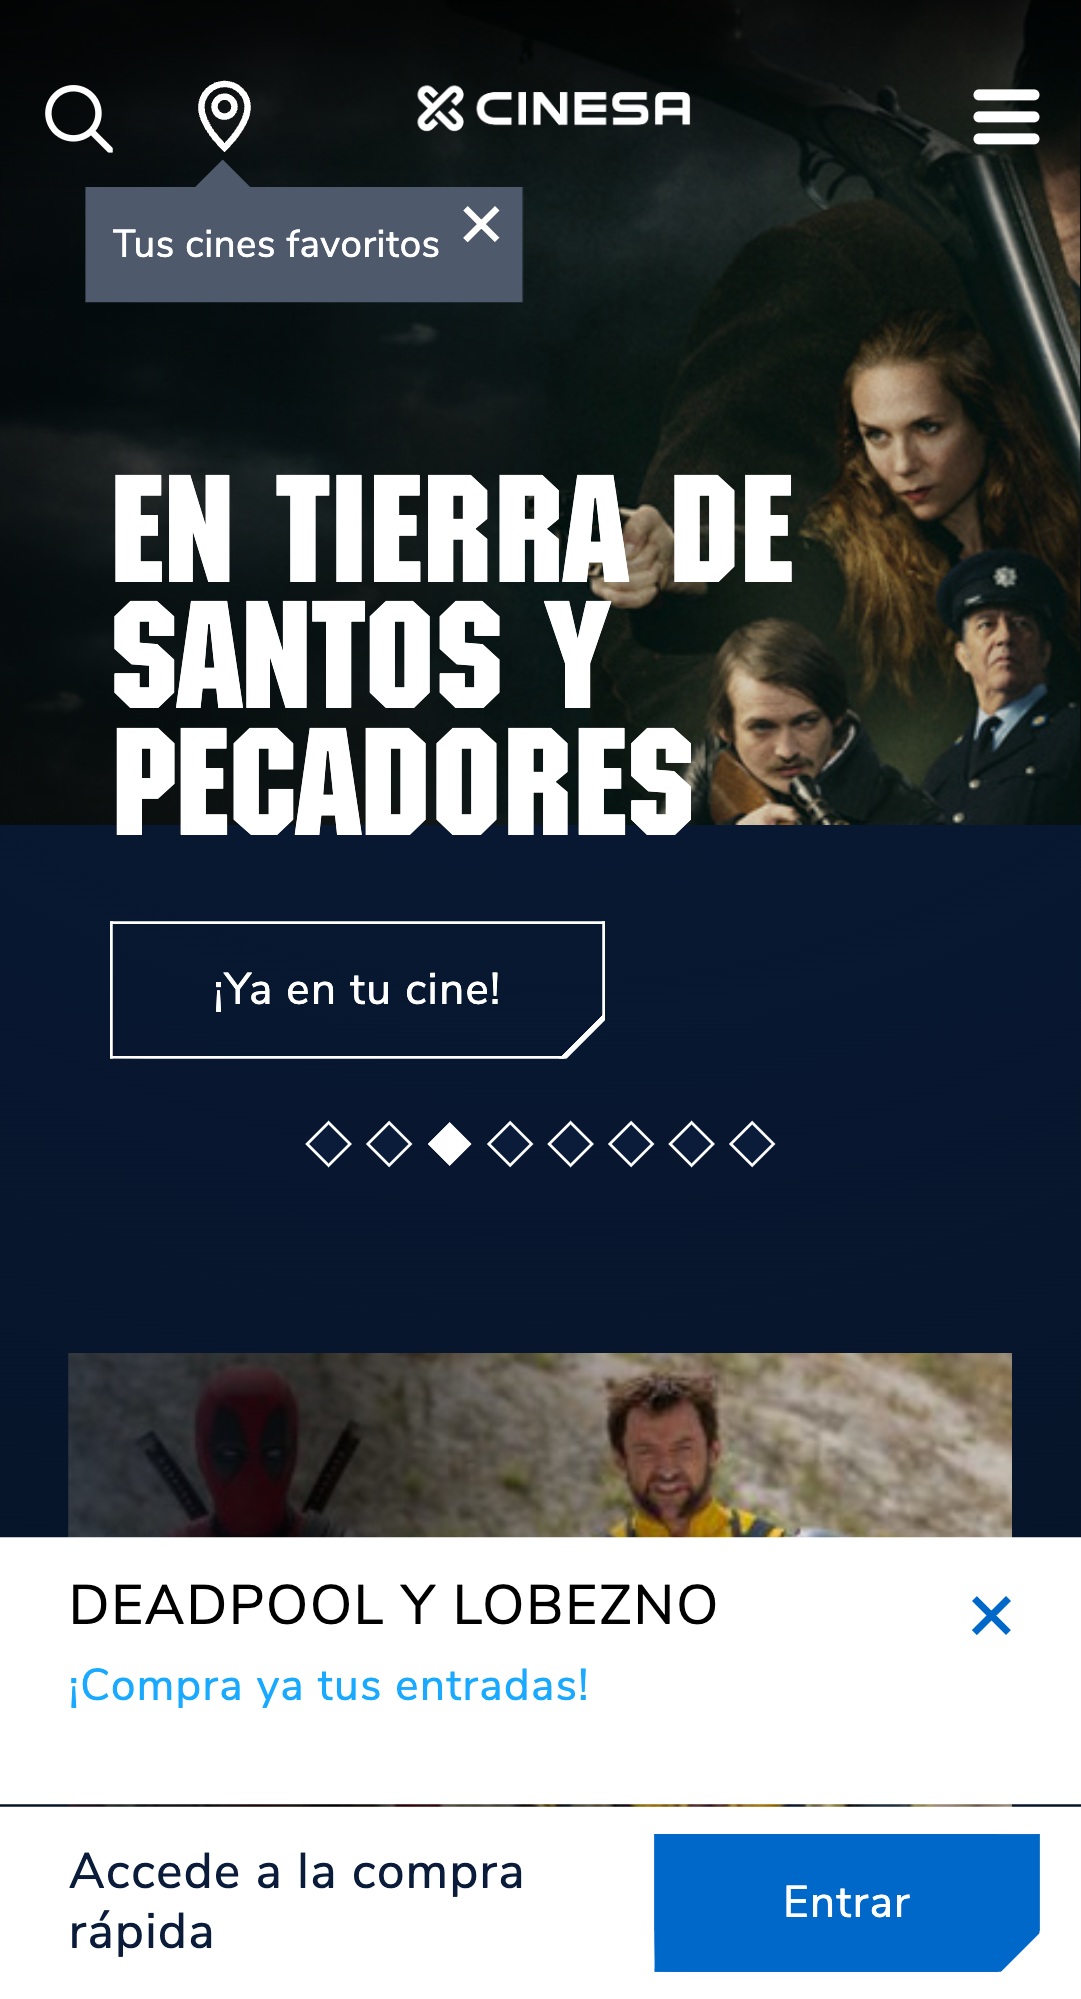 CINESA
Tus cines favoritos
EN TIERRA DE
SANTOS Y
PECADORES
¡Ya en tu cine!
DEADPOOL Y LOBEZNO
¡Compra ya tus entradas!
Accede a la compra
rápida
Entrar